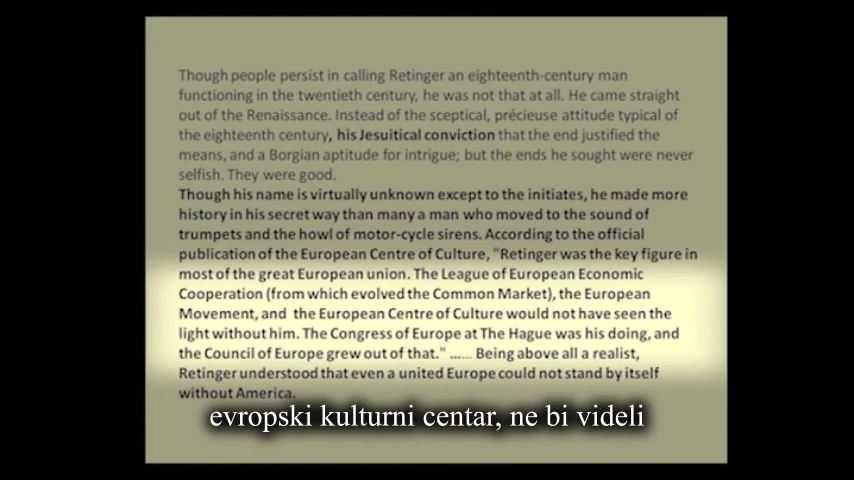 Though people persist in calling Retinger an eighteenth-century man
functioning in the twentieth century, he was not that at all. He came straight
out of the Renaissance. Instead of the sceptical, précieuse attitude typical of
the eighteenth century, his Jesuitical conviction that the end justified the
means, and a Borgian aptitude for intrigue; but the ends he sought were never
selfish. They were good.
Though his name is virtually unknown except to the initiates, he made more
history in his secret way than many a man who moved to the sound of
trumpets and the howl of motor-cycle sirens. According to the official
publication of the European Centre of Culture, "Retinger was the key figure in
most of the great European union. The League of European Economic
Cooperation (from which evolved the Common Market), the European
Movement, and the European Centre of Culture would not have seen the
light without him. The Congress of Europe at The Hague was his doing, and
the Council of Europe grew out of that." ...... Being above all a realist,
Retinger understood that even a united Europe could not stand by itself
without America.
evropski kulturni centar, ne bi videli